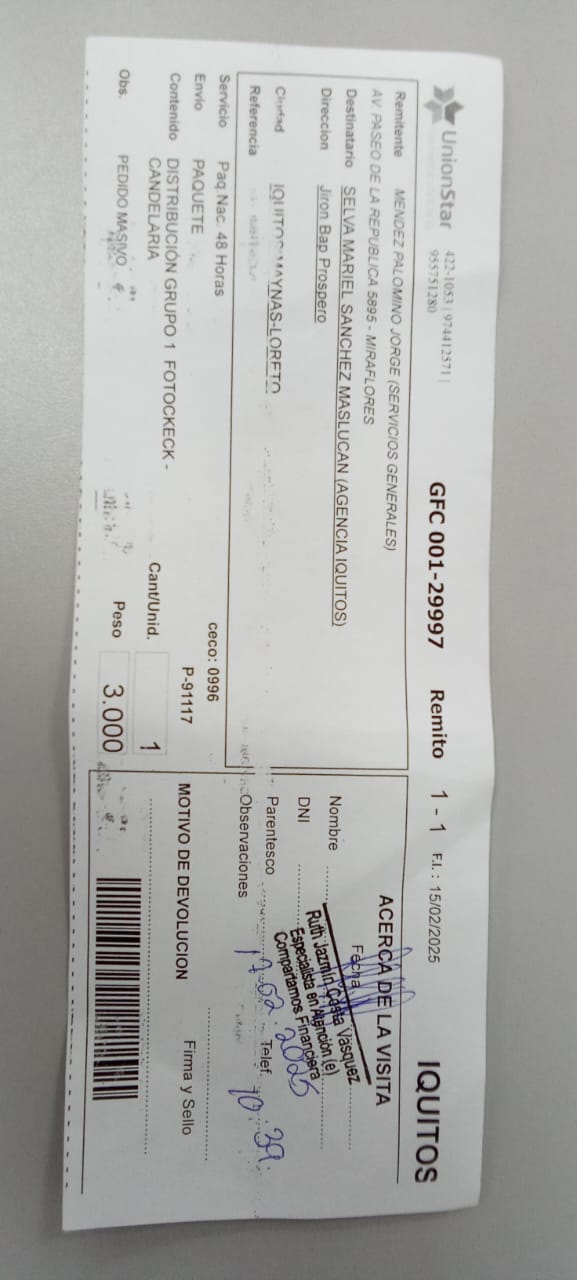 UnionStar 422-1053 | 974412571 |
955751280
GFC 001-29997 Remito 1 - 1 F.I. : 15/02/2025 IQUITOS
Remitente MENDEZ PALOMINO JORGE (SERVICIOS GENERALES)
AV. PASEO DE LA REPUBLICA 5895 - MIRAFLORES
Destinatario SELVA MARIEL SANCHEZ MASLUCAN (AGENCIA IQUITOS)
Direccion Jiron Bap Prospero
Ciudad IQUITOS-MAYNAS-LORETO
Referencia
Servicio Paq Nac. 48 Horas ceco: 0996
Envio PAQUETE P-91117
Contenido DISTRIBUCIÓN GRUPO 1 FOTOCKECK -
CANDELARIA
Cant/Unid. 1
Obs. PEDIDO MASIVO
Peso 3.000
ACERCA DE LA VISITA
Fecha
Nombre
DNI
Parentesco Telef
Observaciones
Ruth Jazmin Vasquez
Especialista en Atención (e)
Compartamos Financiera
17.02.2025
10:39
MOTIVO DE DEVOLUCION Firma y Sello